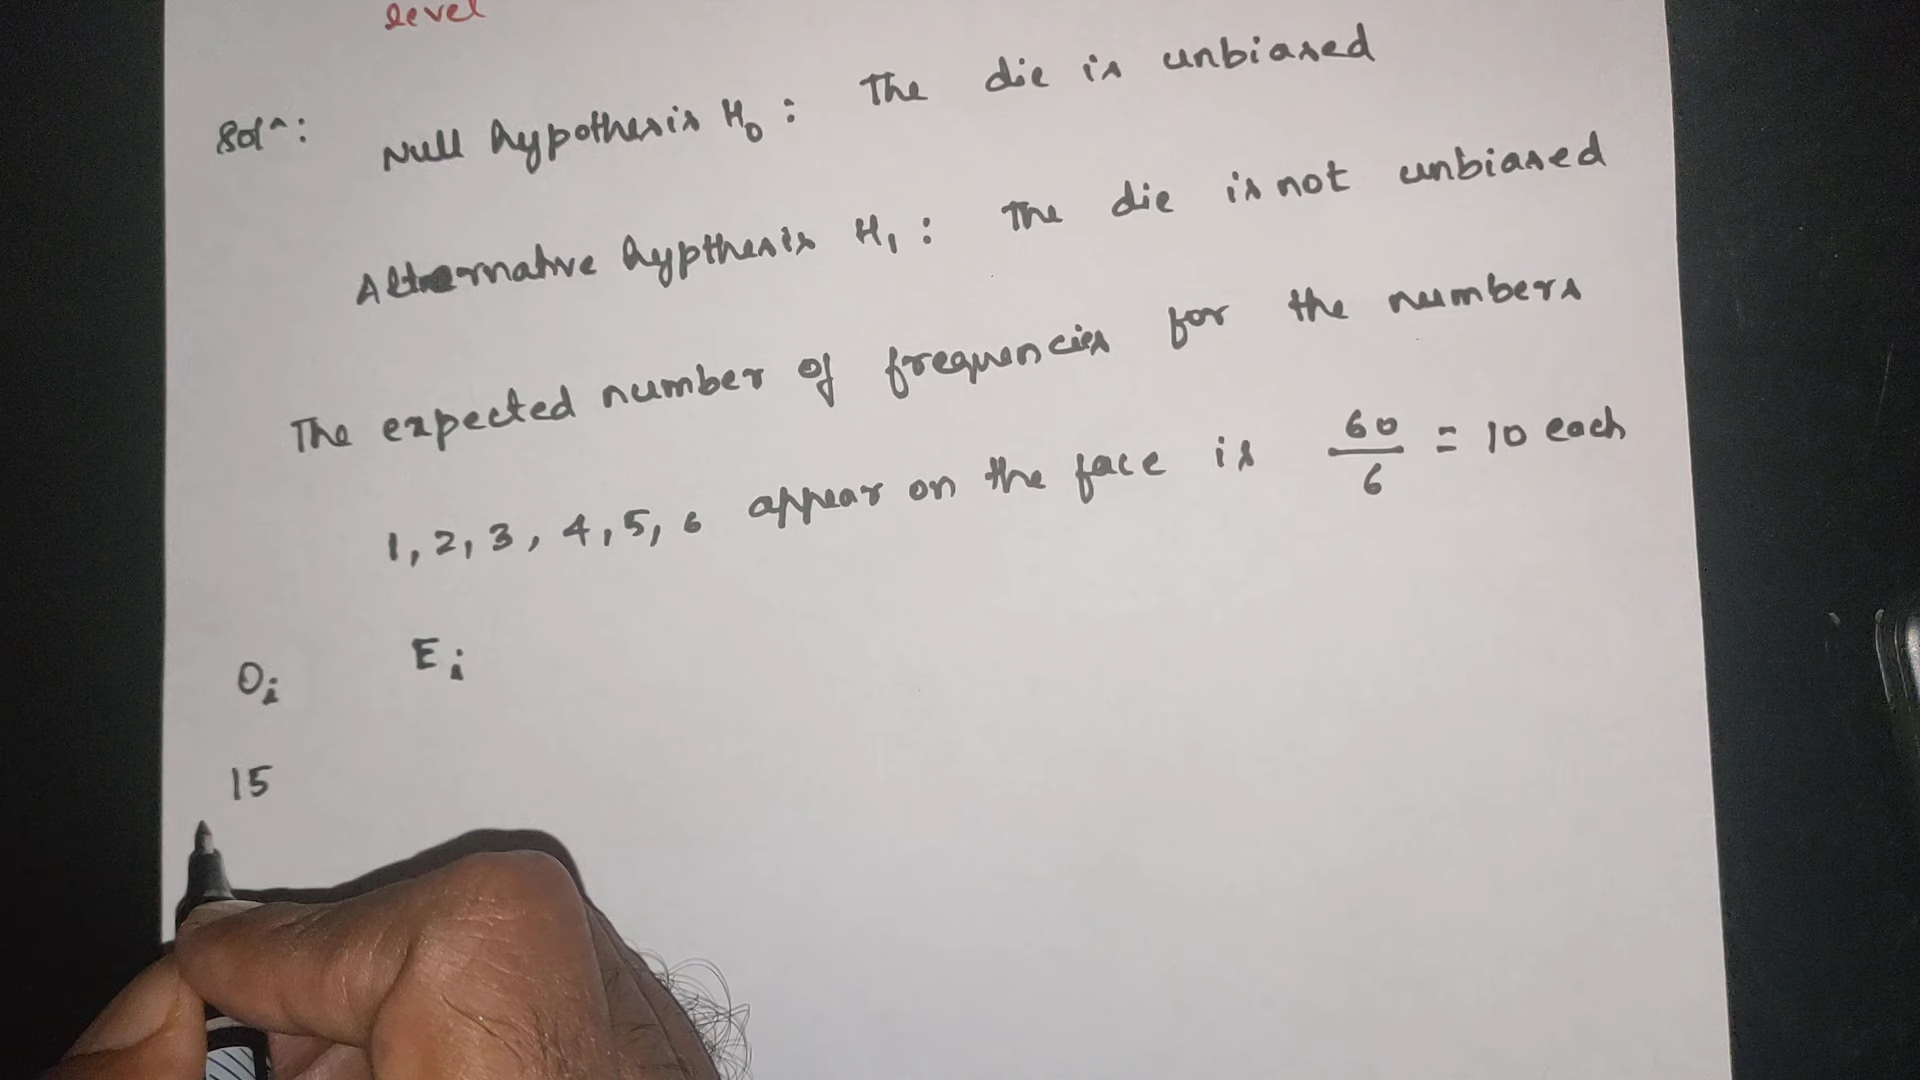 level
Soln: Null hypothesis H0: The die is unbiased
Alternative hypthesis H1: The die is not unbiased
The expected number of frequencies for the numbers
1, 2, 3, 4, 5, 6 appear on the face is 60/6 = 10 each
Oi Ei
15